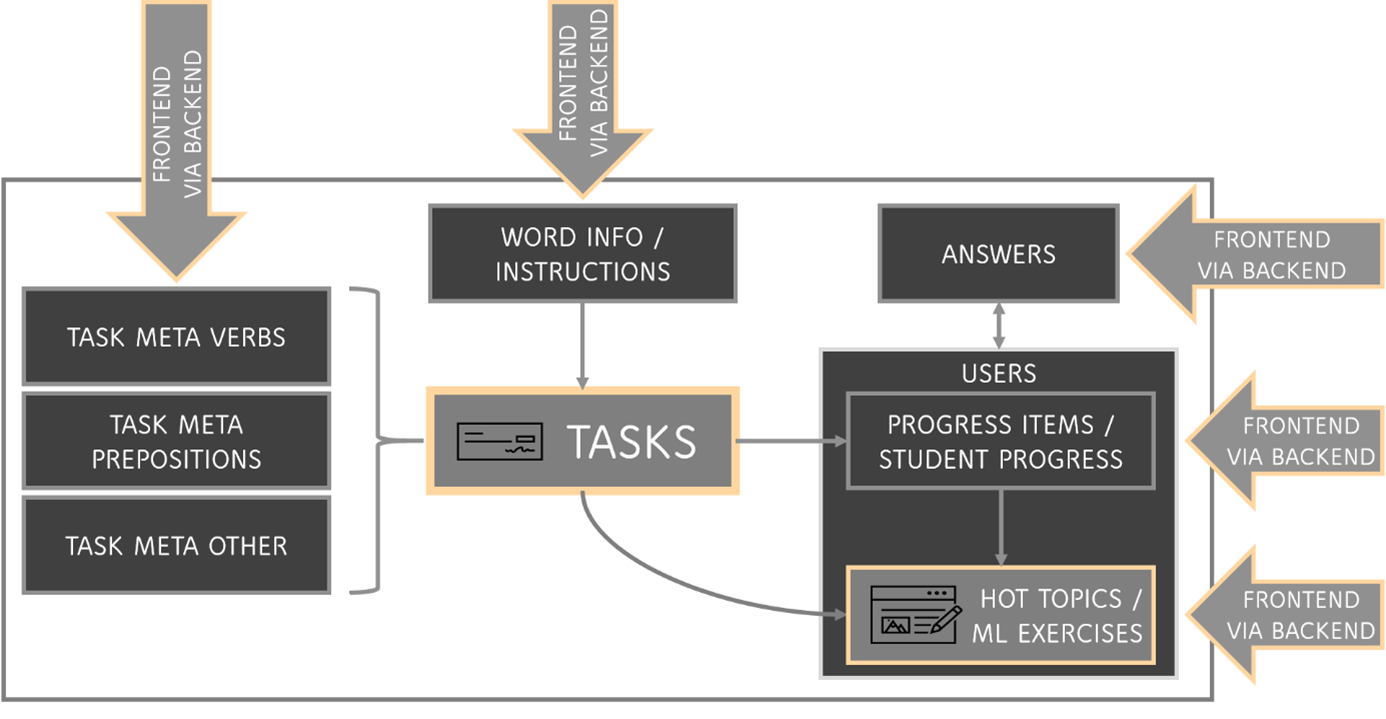 FRONTEND
VIA BACKEND
FRONTEND
VIA BACKEND
WORD INFO /
INSTRUCTIONS
ANSWERS
FRONTEND
VIA BACKEND
TASK META VERBS
TASK META
PREPOSITIONS
TASK META OTHER
TASKS
USERS
PROGRESS ITEMS /
STUDENT PROGRESS
FRONTEND
VIA BACKEND
HOT TOPICS /
ML EXERCISES
FRONTEND
VIA BACKEND